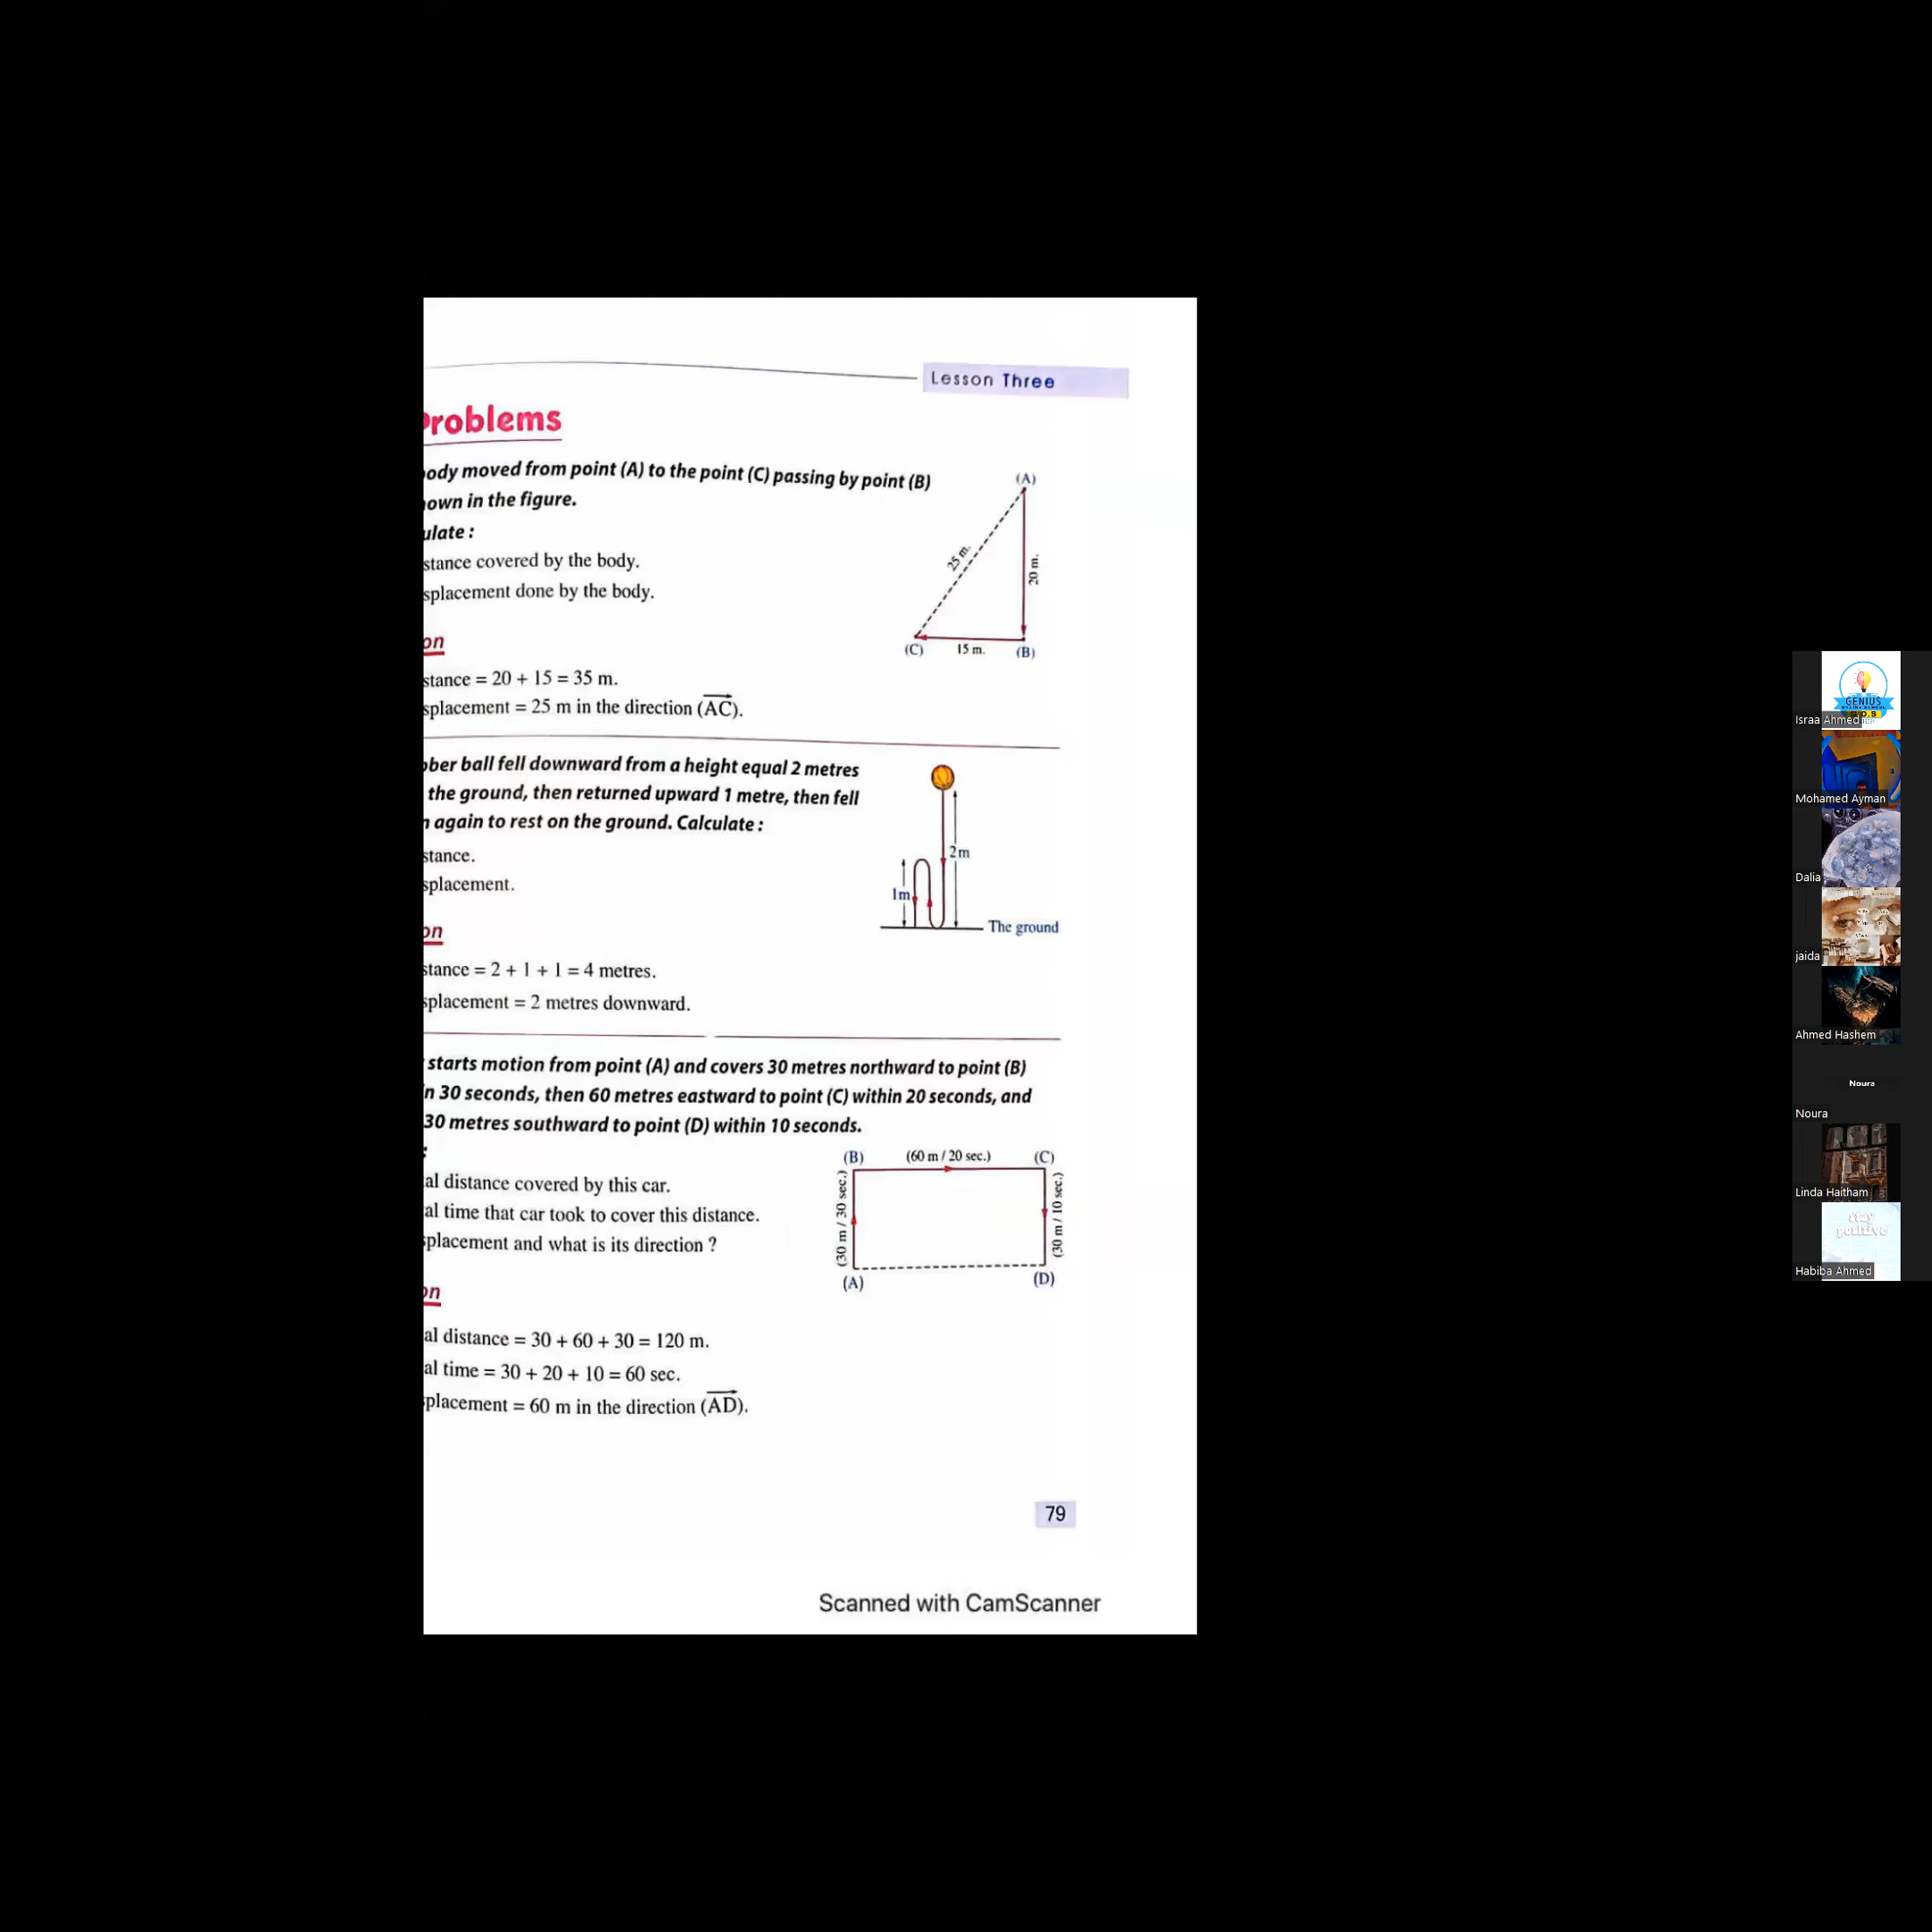 Lesson Three
Problems
ody moved from point (A) to the point (C) passing by point (B)
own in the figure.
ulate :
stance covered by the body.
splacement done by the body.
(A)
25 m.
20 m.
(C) 15 m. (B)
on
stance = 20 + 15 = 35 m.
splacement = 25 m in the direction (AC).
ber ball fell downward from a height equal 2 metres
the ground, then returned upward 1 metre, then fell
n again to rest on the ground. Calculate :
stance.
splacement.
2m
1m
The ground
on
stance = 2 + 1 + 1 = 4 metres.
splacement = 2 metres downward.
starts motion from point (A) and covers 30 metres northward to point (B)
n 30 seconds, then 60 metres eastward to point (C) within 20 seconds, and
30 metres southward to point (D) within 10 seconds.
:
al distance covered by this car.
al time that car took to cover this distance.
splacement and what is its direction ?
(B) (60 m / 20 sec.) (C)
(30 m / 30 sec.)
(30 m / 10 sec.)
(A) (D)
on
al distance = 30 + 60 + 30 = 120 m.
al time = 30 + 20 + 10 = 60 sec.
splacement = 60 m in the direction (AD).
79
Scanned with CamScanner
GENIUS
Israa Ahmed
Mohamed Ayman
Dalia
jaida
Ahmed Hashem
Noura
Noura
Linda Haitham
stay
positive
Habiba Ahmed